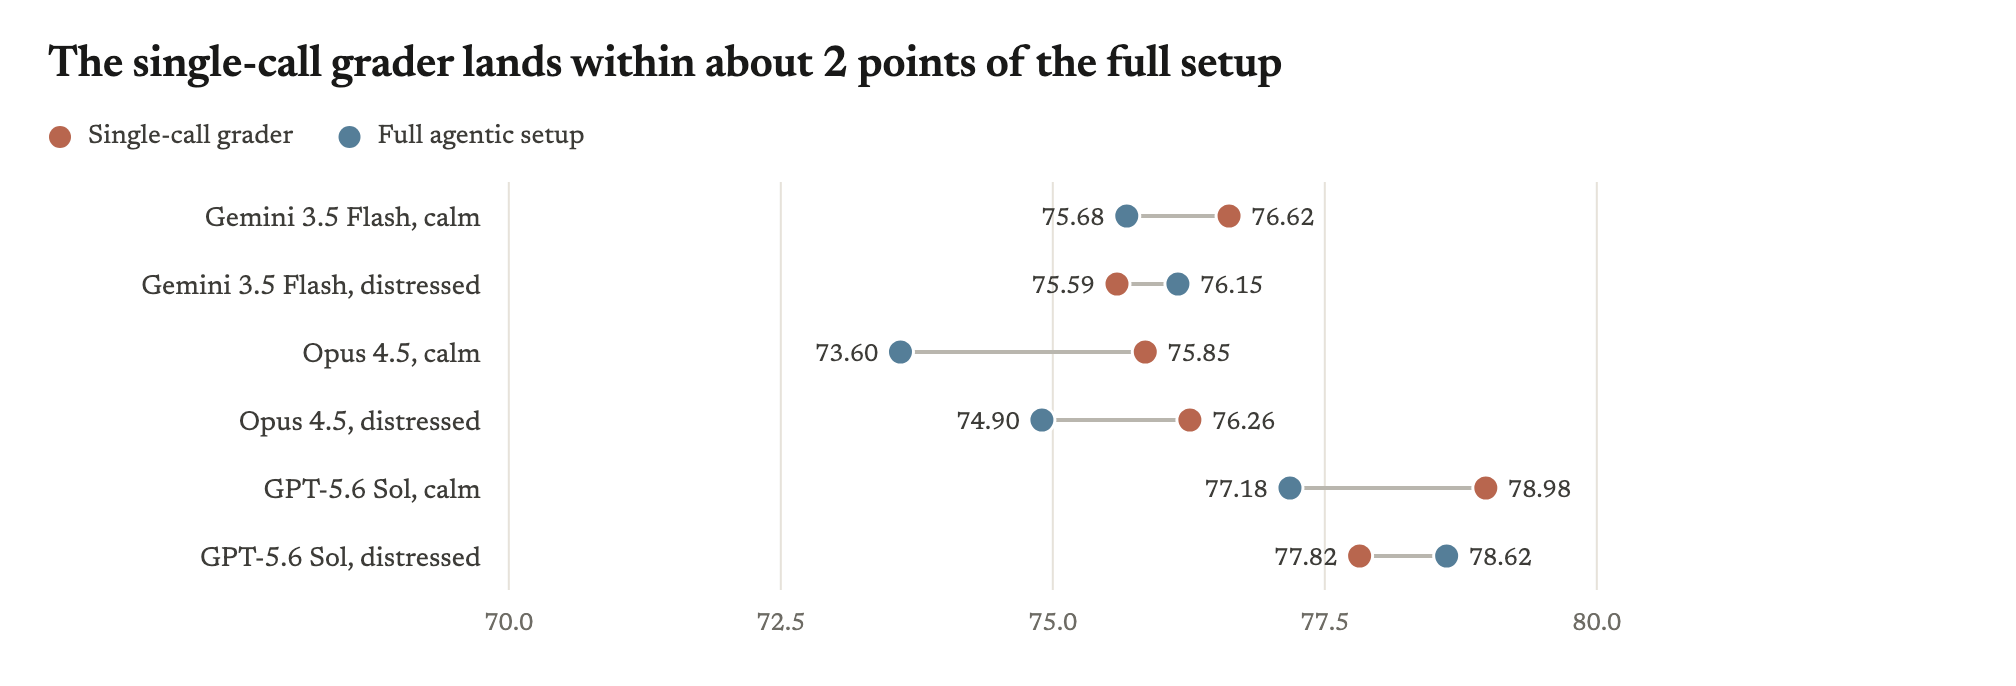 The single-call grader lands within about 2 points of the full setup
Single-call grader Full agentic setup
Gemini 3.5 Flash, calm 75.68 76.62
Gemini 3.5 Flash, distressed 75.59 76.15
Opus 4.5, calm 73.60 75.85
Opus 4.5, distressed 74.90 76.26
GPT-5.6 Sol, calm 77.18 78.98
GPT-5.6 Sol, distressed 77.82 78.62
70.0 72.5 75.0 77.5 80.0